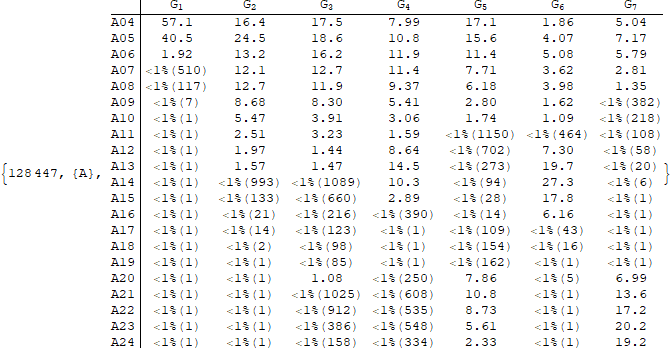 G1 G2 G3 G4 G5 G6 G7
A04 57.1 16.4 17.5 7.99 17.1 1.86 5.04
A05 40.5 24.5 18.6 10.8 15.6 4.07 7.17
A06 1.92 13.2 16.2 11.9 11.4 5.08 5.79
A07 <1%(510) 12.1 12.7 11.4 7.71 3.62 2.81
A08 <1%(117) 12.7 11.9 9.37 6.18 3.98 1.35
A09 <1%(7) 8.68 8.30 5.41 2.80 1.62 <1%(382)
A10 <1%(1) 5.47 3.91 3.06 1.74 1.09 <1%(218)
A11 <1%(1) 2.51 3.23 1.59 <1%(1150) <1%(464) <1%(108)
A12 <1%(1) 1.97 1.44 8.64 <1%(702) 7.30 <1%(58)
A13 <1%(1) 1.57 1.47 14.5 <1%(273) 19.7 <1%(20)
{128 447, {A}, A14 <1%(1) <1%(993) <1%(1089) 10.3 <1%(94) 27.3 <1%(6) }
A15 <1%(1) <1%(133) <1%(660) 2.89 <1%(28) 17.8 <1%(1)
A16 <1%(1) <1%(21) <1%(216) <1%(390) <1%(14) 6.16 <1%(1)
A17 <1%(1) <1%(14) <1%(123) <1%(1) <1%(109) <1%(43) <1%(1)
A18 <1%(1) <1%(2) <1%(98) <1%(1) <1%(154) <1%(16) <1%(1)
A19 <1%(1) <1%(1) <1%(85) <1%(1) <1%(162) <1%(1) <1%(1)
A20 <1%(1) <1%(1) 1.08 <1%(250) 7.86 <1%(5) 6.99
A21 <1%(1) <1%(1) <1%(1025) <1%(608) 10.8 <1%(1) 13.6
A22 <1%(1) <1%(1) <1%(912) <1%(535) 8.73 <1%(1) 17.2
A23 <1%(1) <1%(1) <1%(386) <1%(548) 5.61 <1%(1) 20.2
A24 <1%(1) <1%(1) <1%(158) <1%(334) 2.33 <1%(1) 19.2